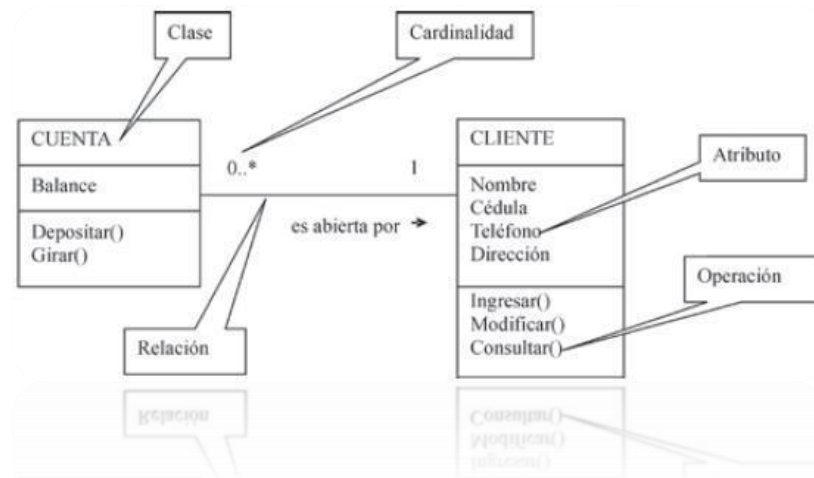 Clase
Cardinalidad
CUENTA
Balance
Depositar()
Girar()
0..*
1
es abierta por →
CLIENTE
Nombre
Cédula
Teléfono
Dirección
Ingresar()
Modificar()
Consultar()
Atributo
Operación
Relación